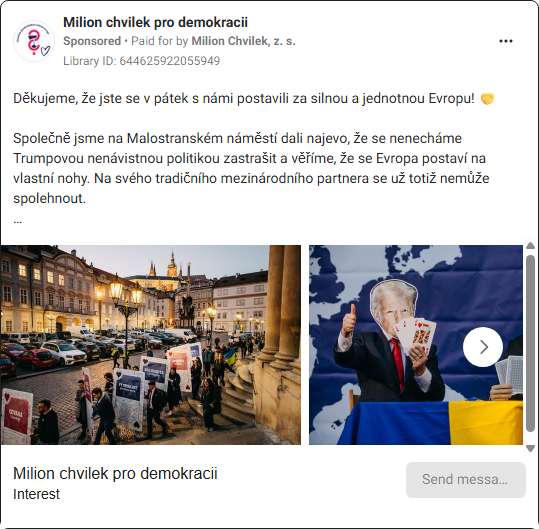 Milion chvilek pro demokracii
Sponsored • Paid for by Milion Chvilek, z. s.
Library ID: 644625922055949
Děkujeme, že jste se v pátek s námi postavili za silnou a jednotnou Evropu! 🤝
Společně jsme na Malostranském náměstí dali najevo, že se nenecháme
Trumpovou nenávistnou politikou zastrašit a věříme, že se Evropa postaví na
vlastní nohy. Na svého tradičního mezinárodního partnera se už totiž nemůže
spolehnout.
...
Milion chvilek pro demokracii
Interest
Send messa...